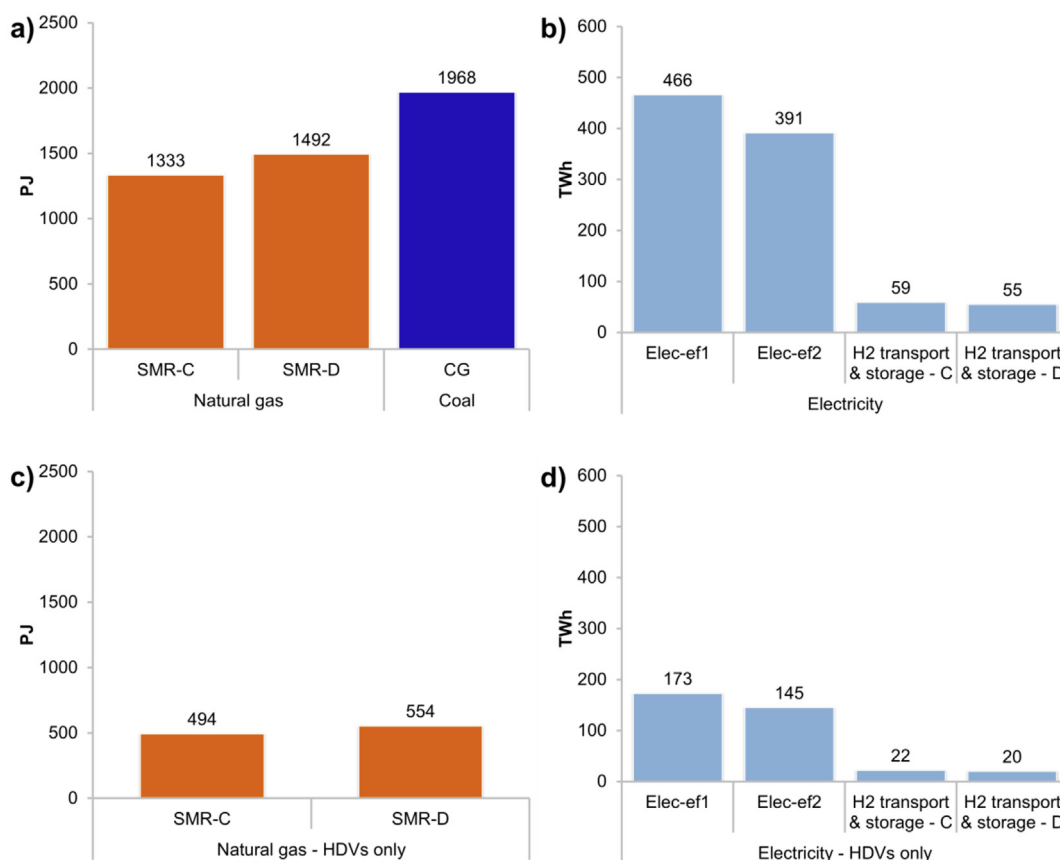 a)
2500
2000
1500
1000
500
0
PJ
1333
1492
1968
SMR-C
SMR-D
CG
Natural gas
Coal
b)
600
500
400
300
200
100
0
TWh
466
391
59
55
Elec-ef1
Elec-ef2
H2 transport
& storage - C
H2 transport
& storage - D
Electricity
c)
2500
2000
1500
1000
500
0
PJ
494
554
SMR-C
SMR-D
Natural gas - HDVs only
d)
600
500
400
300
200
100
0
TWh
173
145
22
20
Elec-ef1
Elec-ef2
H2 transport
& storage - C
H2 transport
& storage - D
Electricity - HDVs only